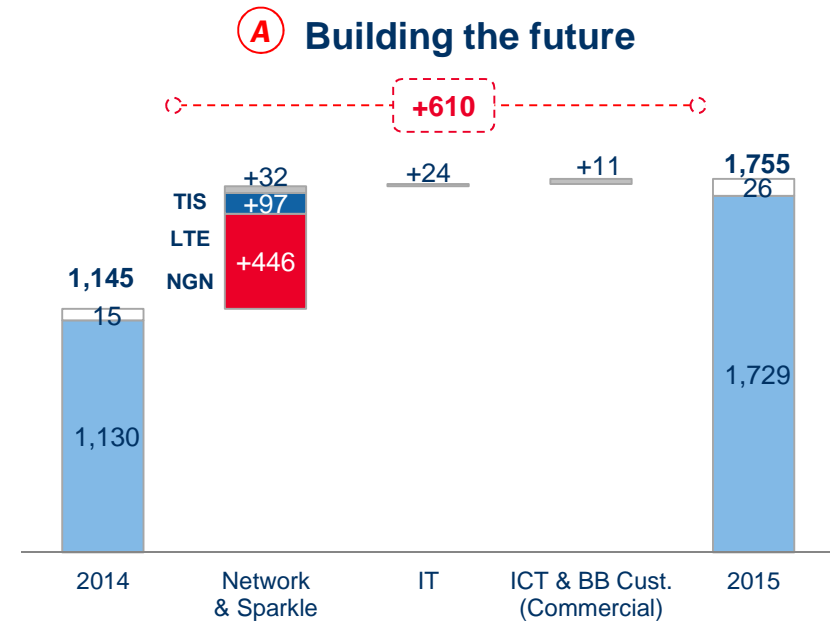 A Building the future
+610
1,145
15
1,130
TIS
LTE
NGN
+32
+97
+446
+24
+11
1,755
26
1,729
2014
Network
& Sparkle
IT
ICT & BB Cust.
(Commercial)
2015